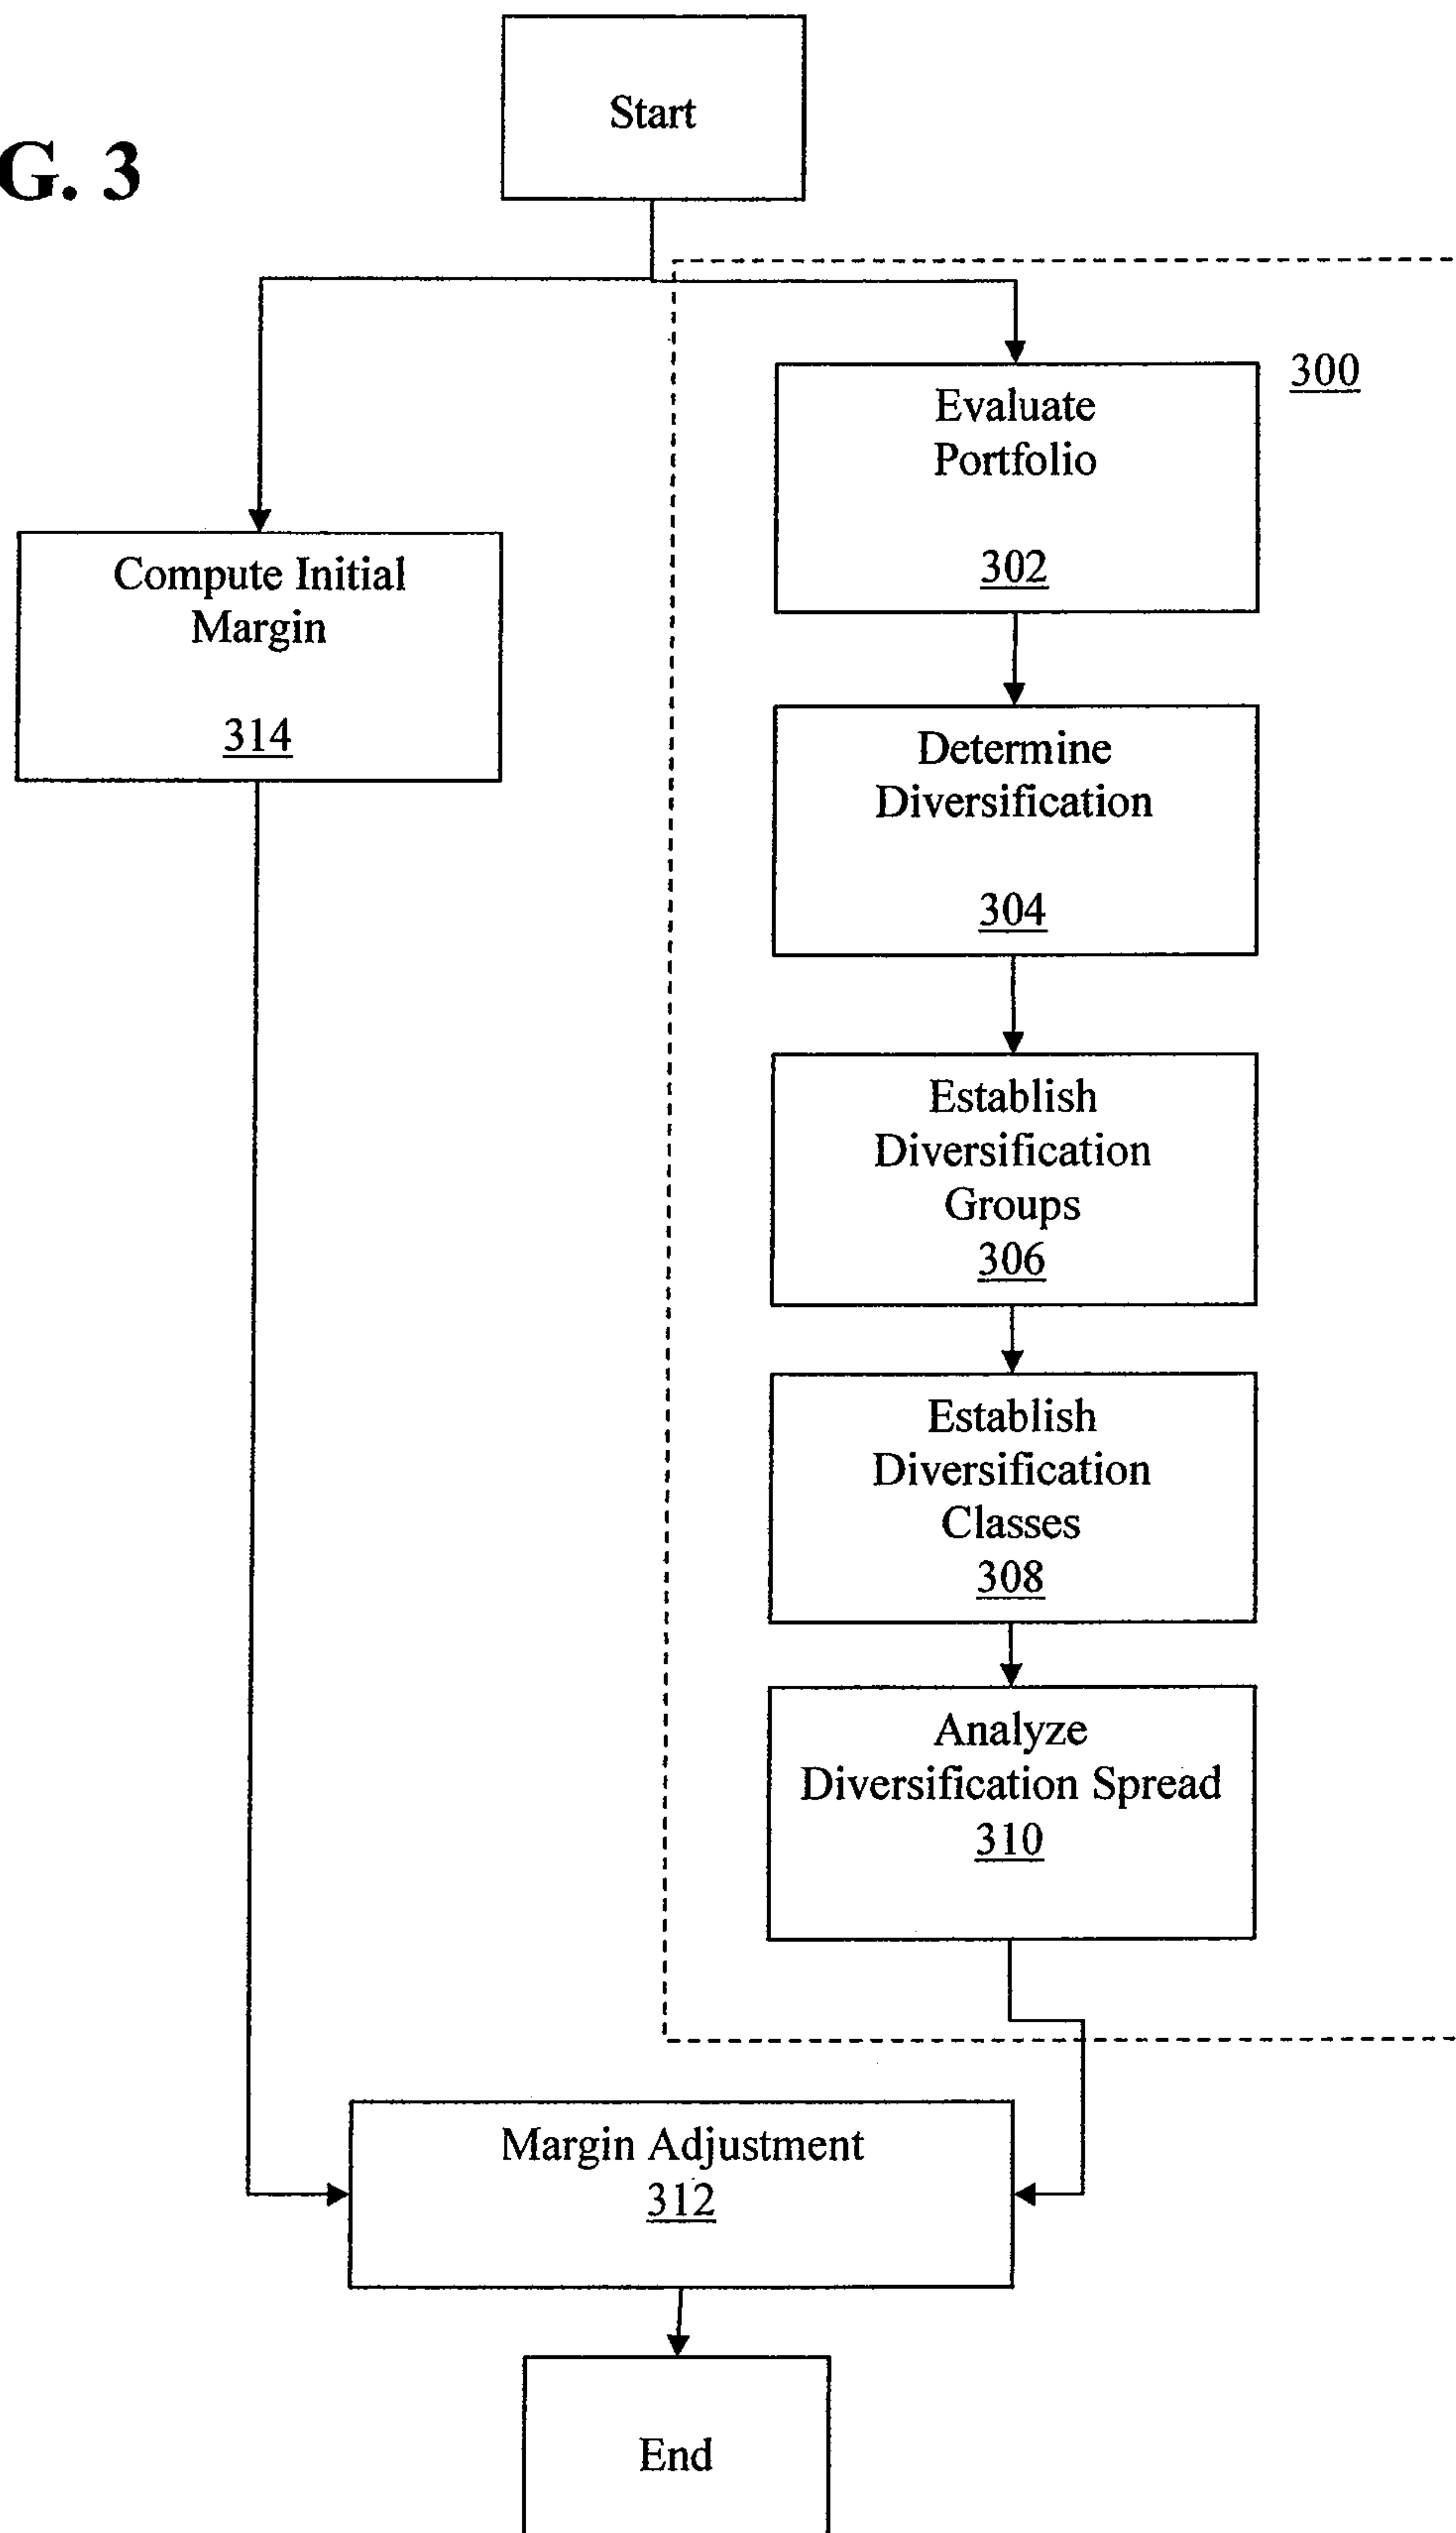 Start
G. 3
300
Evaluate
Portfolio
302
Compute Initial
Margin
314
Determine
Diversification
304
Establish
Diversification
Groups
306
Establish
Diversification
Classes
308
Analyze
Diversification Spread
310
Margin Adjustment
312
End